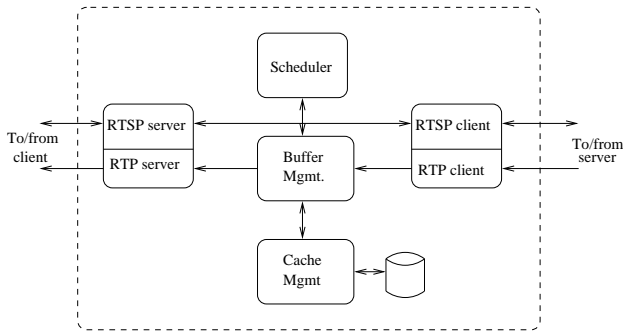 Scheduler
RTSP server
RTSP client
To/from
client
To/from
server
Buffer
Mgmt.
RTP server
RTP client
Cache
Mgmt